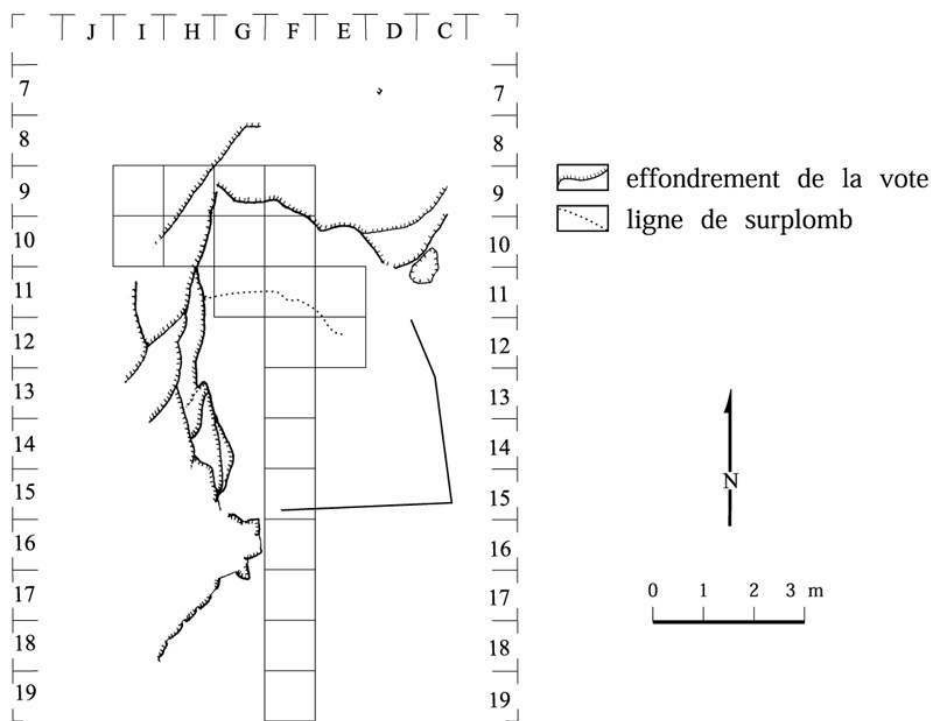 J I H G F E D C
7 7
8 8
9 9
effondrement de la vote
10 10
ligne de surplomb
11 11
12 12
13 13
14 14
N
15 15
16 16
0 1 2 3 m
17 17
18 18
19 19